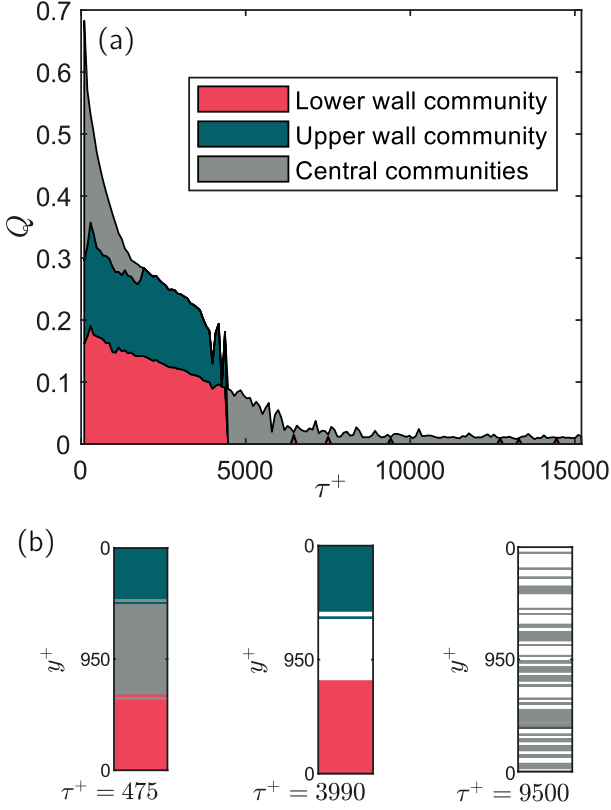 0.7
(a)
0.6
Lower wall community
0.5
Upper wall community
Central communities
0.4
Q
0.3
0.2
0.1
0
0 5000 10000 15000
τ+
(b)
0 0 0
y+ 950 y+ 950 y+ 950
0 0 0
τ+ = 475 τ+ = 3990 τ+ = 9500